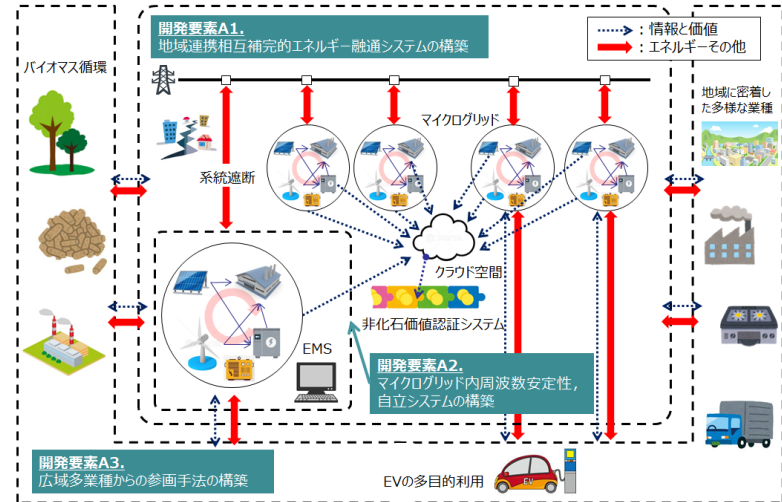 開発要素A1.
地域連携相互補完的エネルギー融通システムの構築
：情報と価値
：エネルギーその他
バイオマス循環
地域に密着し
た多様な業種
マイクログリッド
系統遮断
クラウド空間
非化石価値認証システム
EMS
開発要素A2.
マイクログリッド内周波数安定性，
自立システムの構築
開発要素A3.
広域多業種からの参画手法の構築
EVの多目的利用
EV